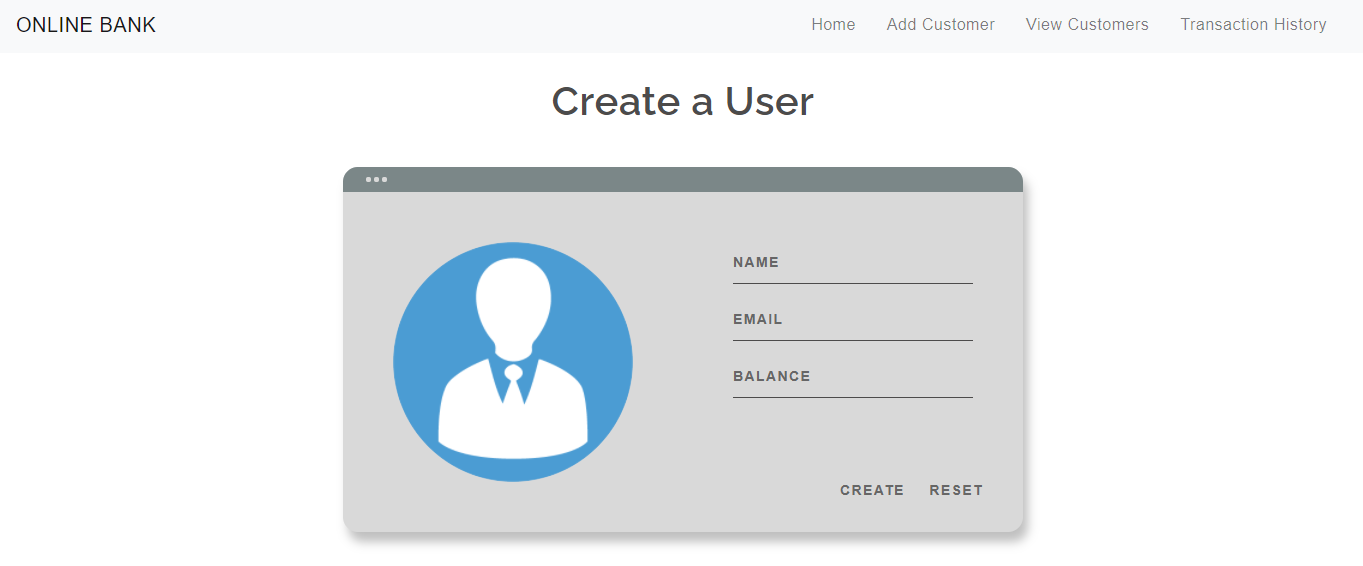 ONLINE BANK Home Add Customer View Customers Transaction History
Create a User
NAME
EMAIL
BALANCE
CREATE RESET